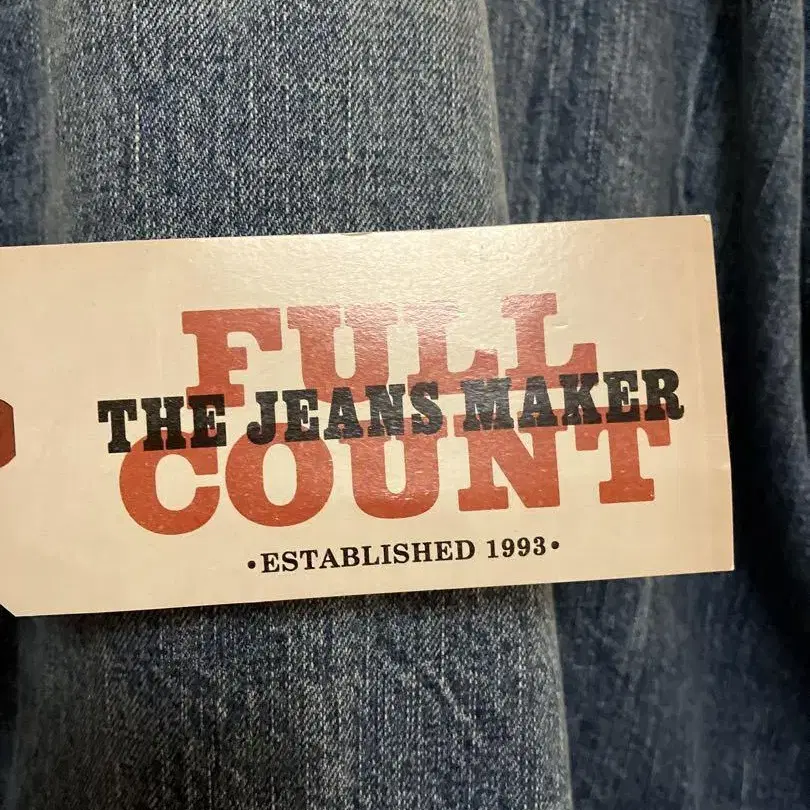 FULL
THE JEANS MAKER
COUNT
•ESTABLISHED 1993•